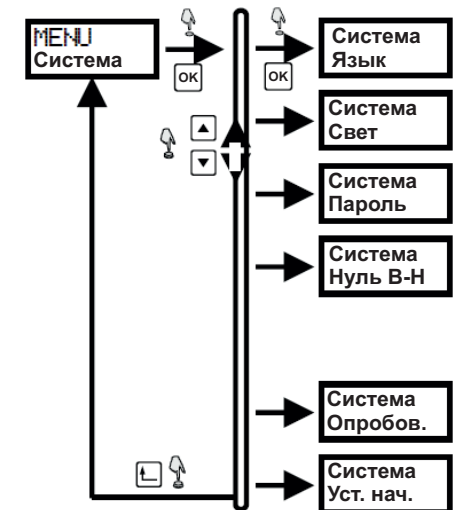 MENU
Система
OK
OK
Система
Язык
Система
Свет
Система
Пароль
Система
Нуль В-Н
Система
Опробов.
Система
Уст. нач.